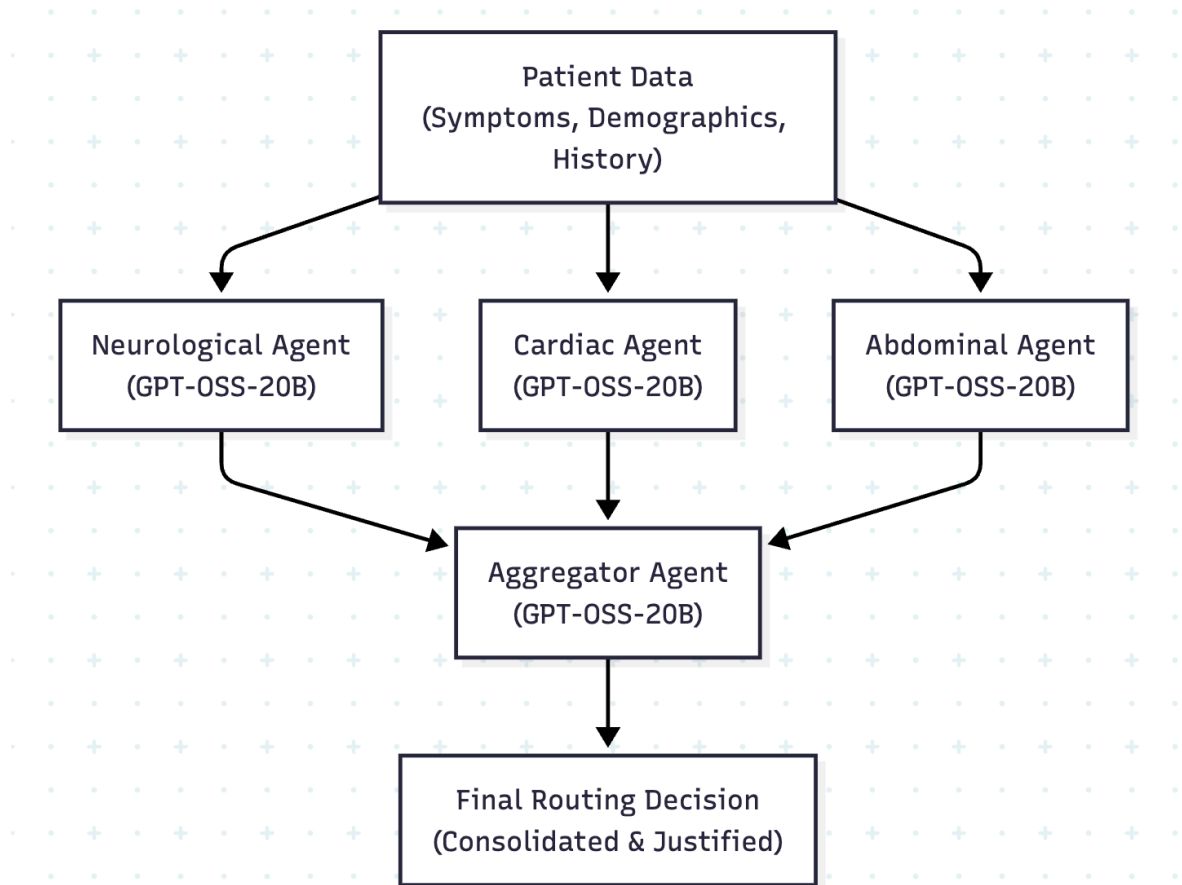 Patient Data
(Symptoms, Demographics,
History)
Neurological Agent
(GPT-OSS-20B)
Cardiac Agent
(GPT-OSS-20B)
Abdominal Agent
(GPT-OSS-20B)
Aggregator Agent
(GPT-OSS-20B)
Final Routing Decision
(Consolidated & Justified)